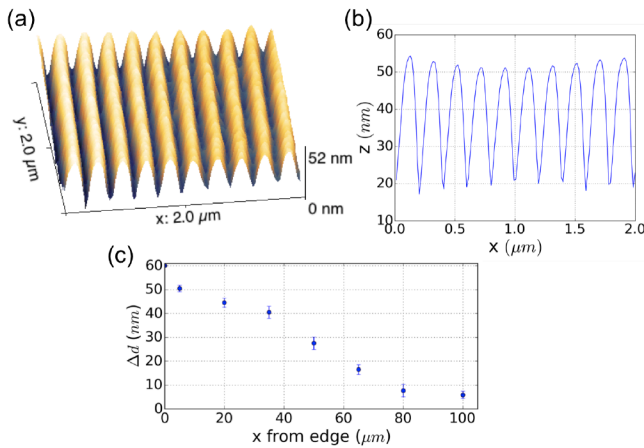 (a)
y: 2.0 µm
x: 2.0 µm
52 nm
0 nm
(b)
z (nm)
60
50
40
30
20
10
0.0 0.5 1.0 1.5 2.0
x (µm)
(c)
Δd (nm)
60
50
40
30
20
10
0
0 20 40 60 80 100
x from edge (µm)